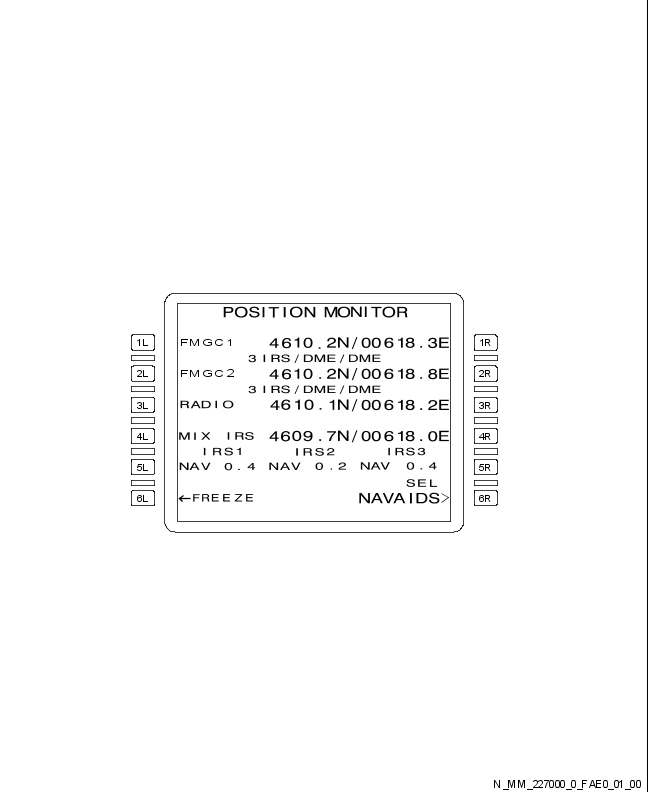 POSITION MONITOR
1L FMGC1 4610.2N/00618.3E 1R
3IRS/DME/DME
2L FMGC2 4610.2N/00618.8E 2R
3IRS/DME/DME
3L RADIO 4610.1N/00618.2E 3R
4L MIX IRS 4609.7N/00618.0E 4R
IRS1 IRS2 IRS3
5L NAV 0.4 NAV 0.2 NAV 0.4 5R
SEL
6L ←FREEZE NAVAIDS> 6R
N_MM_227000_0_FAE0_01_00